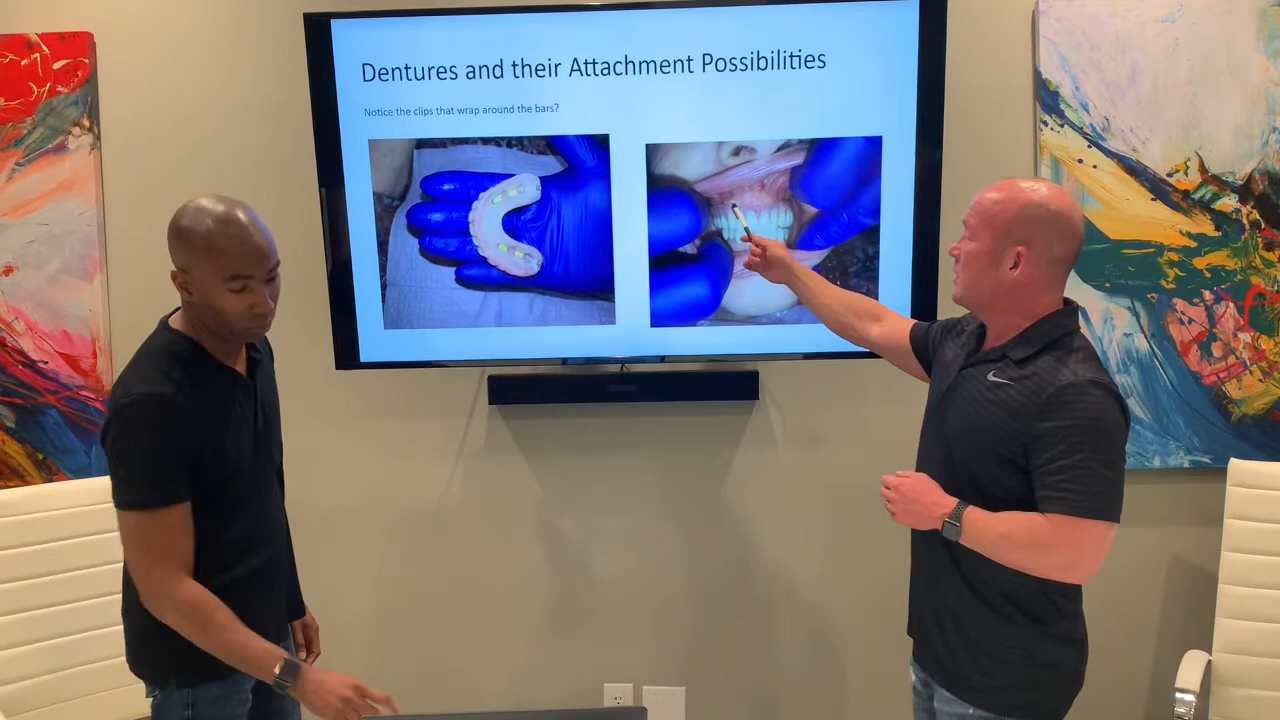 Dentures and their Attachment Possibilities
Notice the clips that wrap around the bars?